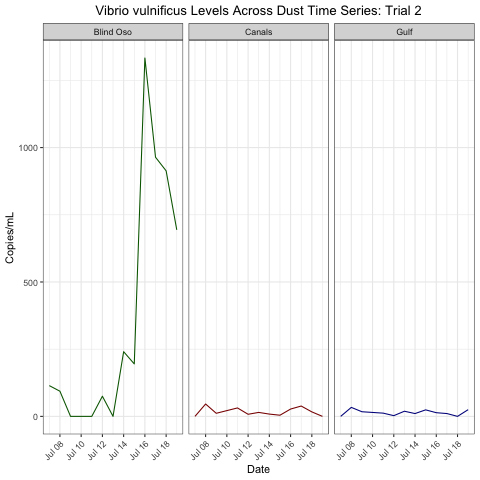 Vibrio vulnificus Levels Across Dust Time Series: Trial 2
Blind Oso
Canals
Gulf
Copies/mL
1000
500
0
Jul 08
Jul 10
Jul 12
Jul 14
Jul 16
Jul 18
Jul 08
Jul 10
Jul 12
Jul 14
Jul 16
Jul 18
Jul 08
Jul 10
Jul 12
Jul 14
Jul 16
Jul 18
Date